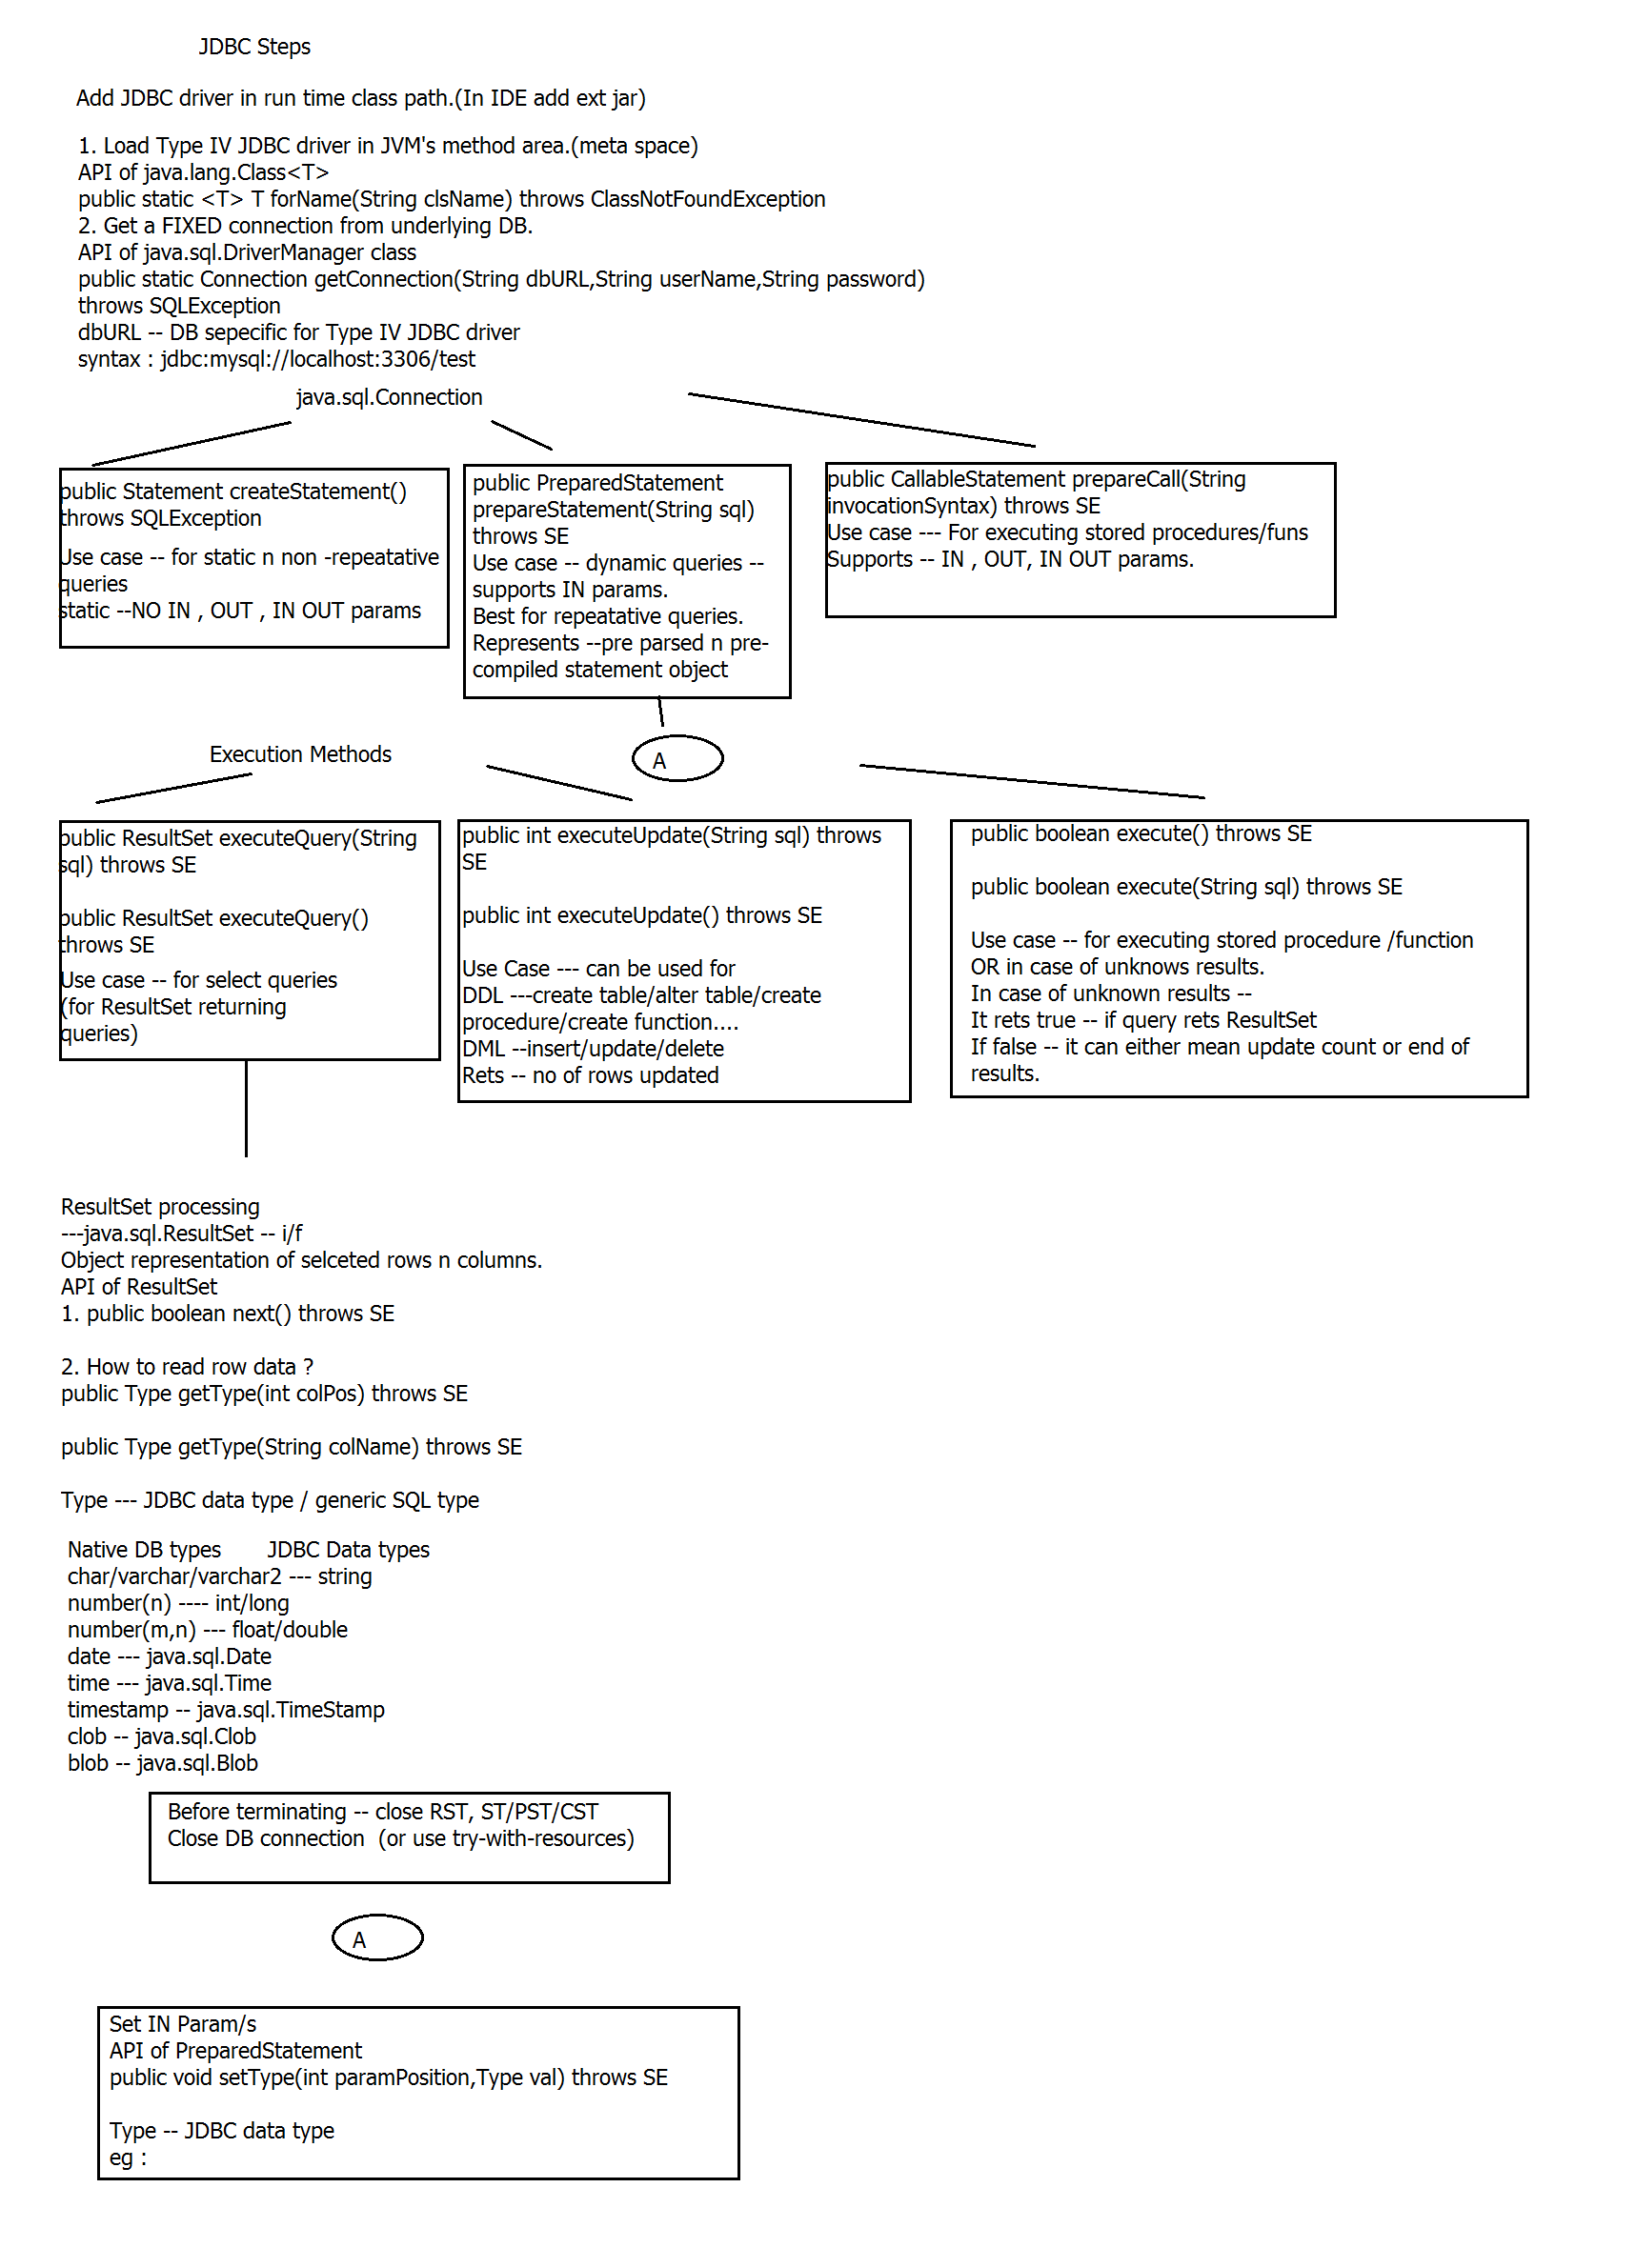 JDBC Steps
Add JDBC driver in run time class path.(In IDE add ext jar)
1. Load Type IV JDBC driver in JVM's method area.(meta space)
API of java.lang.Class<T>
public static <T> T forName(String clsName) throws ClassNotFoundException
2. Get a FIXED connection from underlying DB.
API of java.sql.DriverManager class
public static Connection getConnection(String dbURL,String userName,String password)
throws SQLException
dbURL -- DB sepecific for Type IV JDBC driver
syntax : jdbc:mysql://localhost:3306/test
java.sql.Connection
public Statement createStatement()
throws SQLException
Use case -- for static n non -repeatative
queries
static --NO IN , OUT , IN OUT params
public PreparedStatement
prepareStatement(String sql)
throws SE
Use case -- dynamic queries --
supports IN params.
Best for repeatative queries.
Represents --pre parsed n pre-
compiled statement object
public CallableStatement prepareCall(String
invocationSyntax) throws SE
Use case --- For executing stored procedures/funs
Supports -- IN , OUT, IN OUT params.
A
Execution Methods
public ResultSet executeQuery(String
sql) throws SE
public ResultSet executeQuery()
throws SE
Use case -- for select queries
(for ResultSet returning
queries)
public int executeUpdate(String sql) throws
SE
public int executeUpdate() throws SE
Use Case --- can be used for
DDL ---create table/alter table/create
procedure/create function....
DML --insert/update/delete
Rets -- no of rows updated
public boolean execute() throws SE
public boolean execute(String sql) throws SE
Use case -- for executing stored procedure /function
OR in case of unknows results.
In case of unknown results --
It rets true -- if query rets ResultSet
If false -- it can either mean update count or end of
results.
ResultSet processing
---java.sql.ResultSet -- i/f
Object representation of selceted rows n columns.
API of ResultSet
1. public boolean next() throws SE
2. How to read row data ?
public Type getType(int colPos) throws SE
public Type getType(String colName) throws SE
Type --- JDBC data type / generic SQL type
Native DB types JDBC Data types
char/varchar/varchar2 --- string
number(n) ---- int/long
number(m,n) --- float/double
date --- java.sql.Date
time --- java.sql.Time
timestamp -- java.sql.TimeStamp
clob -- java.sql.Clob
blob -- java.sql.Blob
Before terminating -- close RST, ST/PST/CST
Close DB connection (or use try-with-resources)
A
Set IN Param/s
API of PreparedStatement
public void setType(int paramPosition,Type val) throws SE
Type -- JDBC data type
eg :